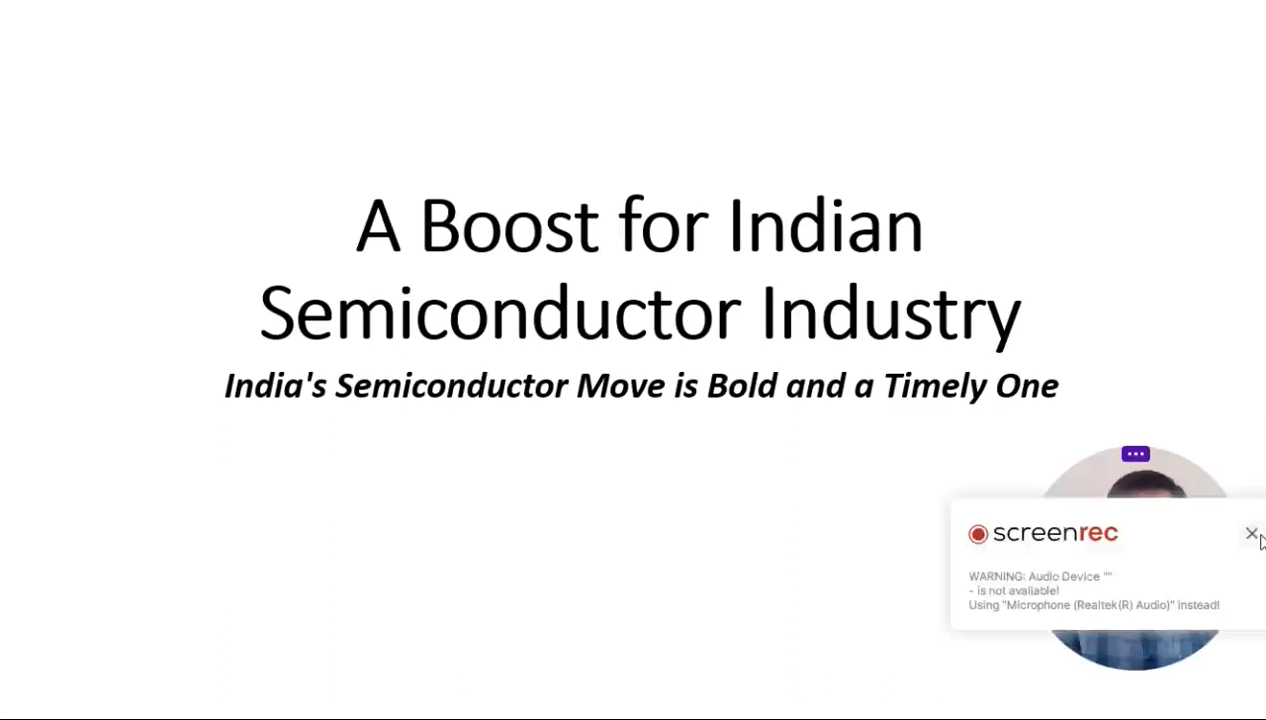 A Boost for Indian
Semiconductor Industry
India's Semiconductor Move is Bold and a Timely One
screenrec
WARNING: Audio Device ""
- is not available!
Using "Microphone (Realtek(R) Audio)" instead!